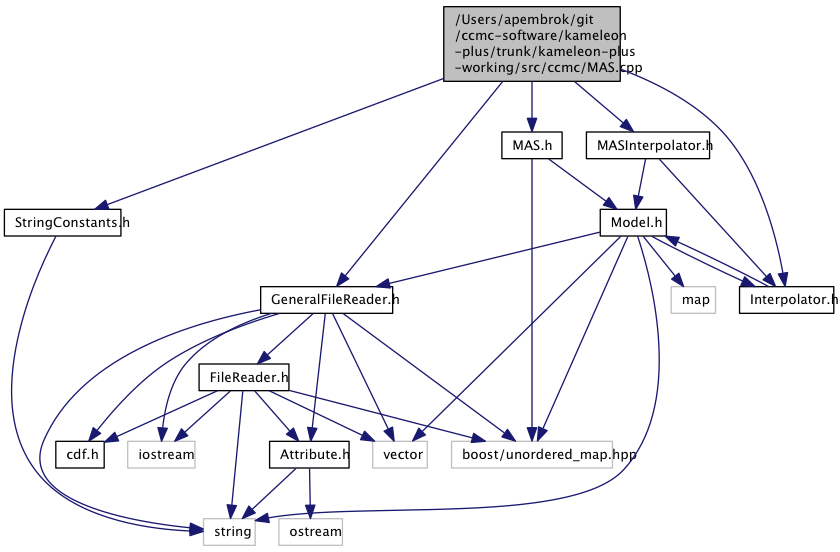 /Users/apembrok/git
/ccmc-software/kameleon
-plus/trunk/kameleon-plus
-working/src/ccmc/MAS.cpp
MAS.h
MASInterpolator.h
StringConstants.h
Model.h
GeneralFileReader.h
map
Interpolator.h
FileReader.h
cdf.h
iostream
Attribute.h
vector
boost/unordered_map.hpp
string
ostream